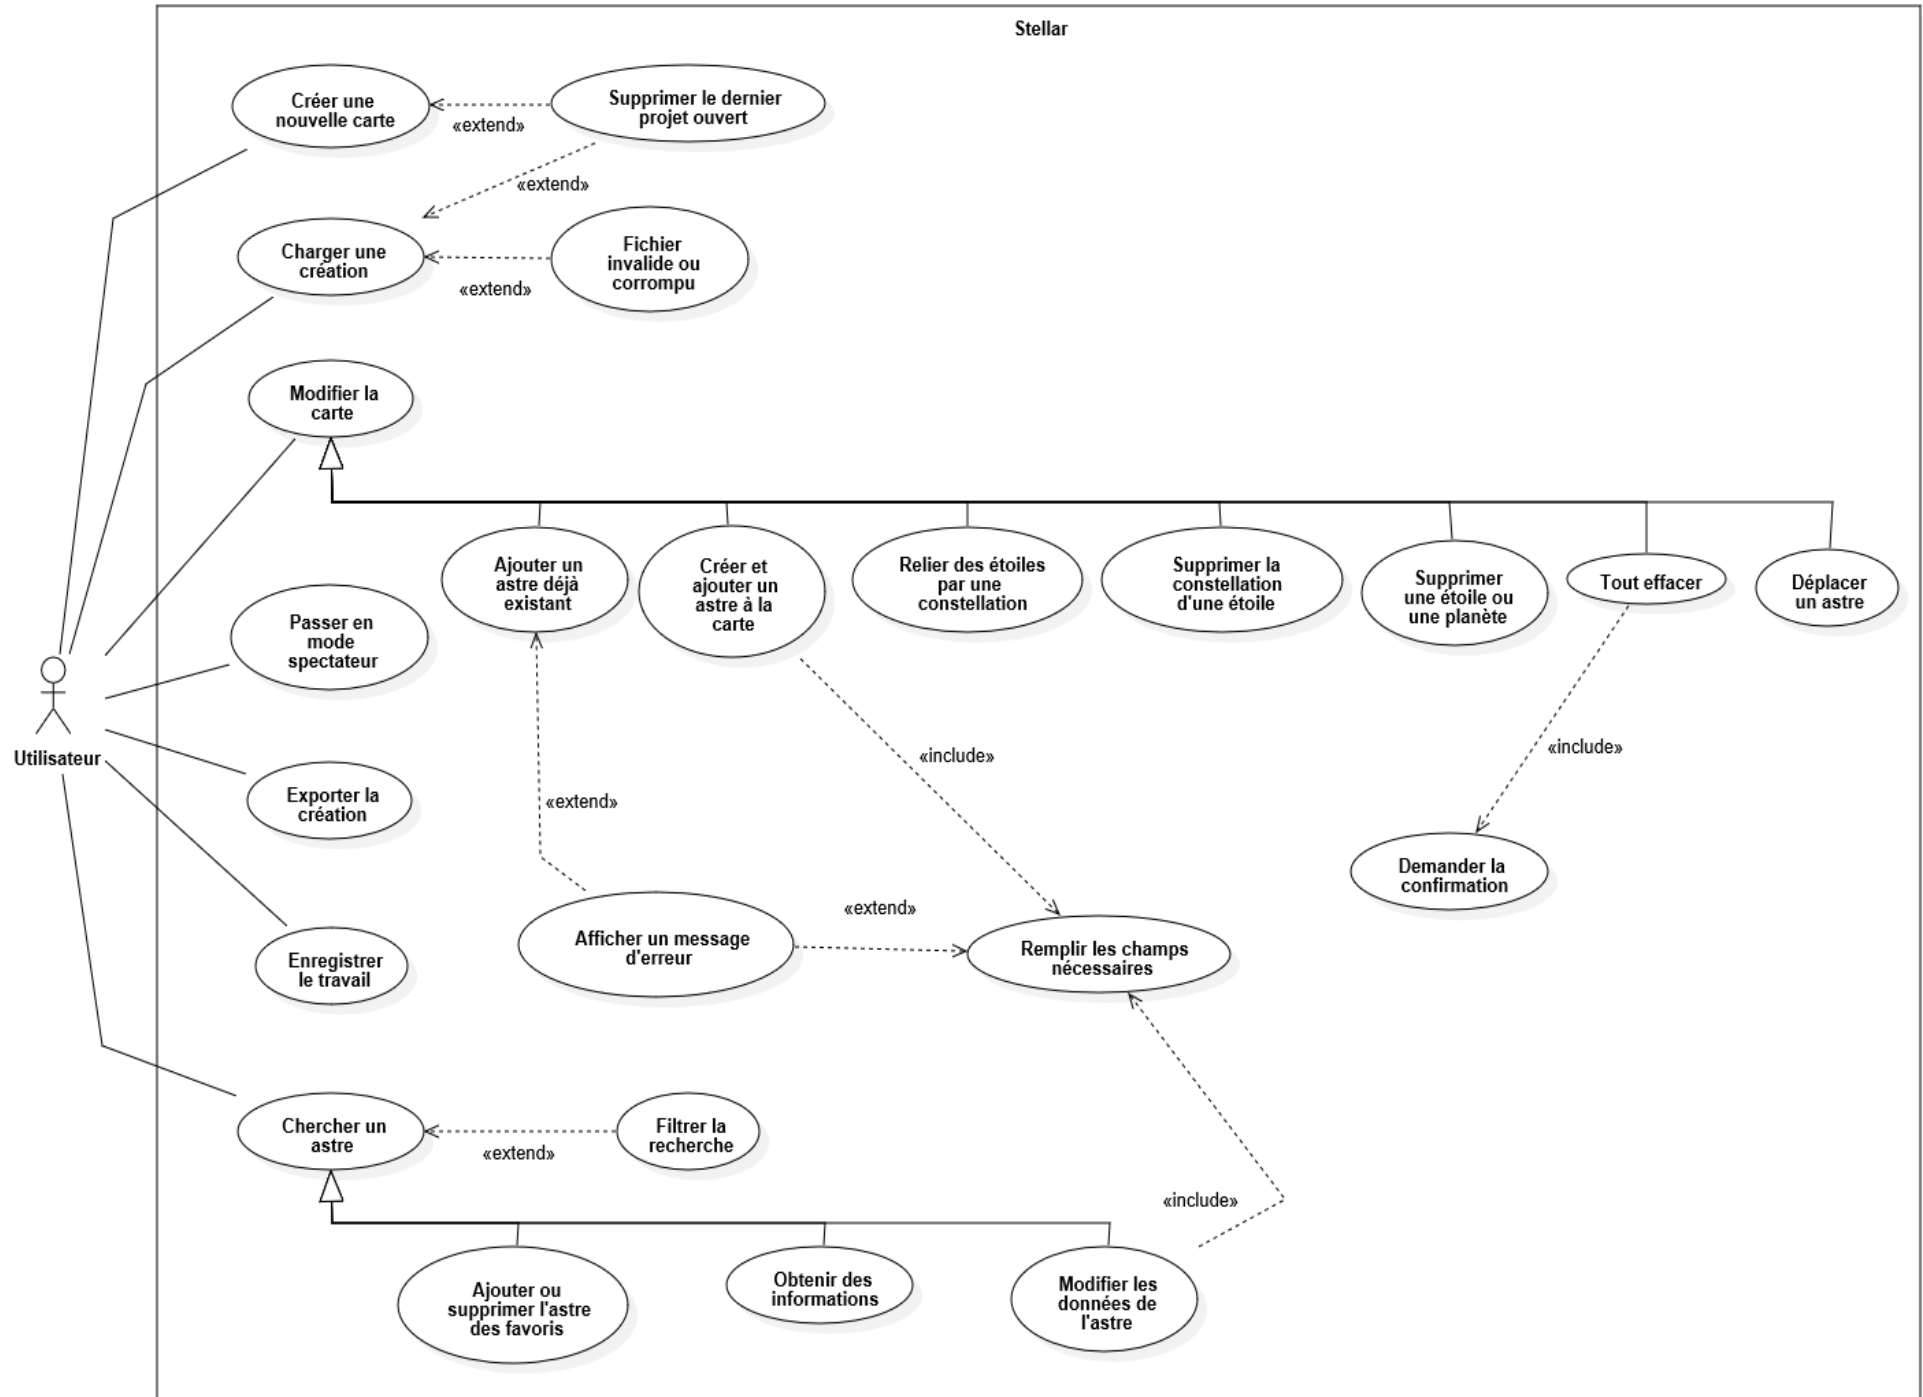 Stellar
Créer une
nouvelle carte
«extend»
Supprimer le dernier
projet ouvert
«extend»
Charger une
création
«extend»
Fichier
invalide ou
corrompu
Modifier la
carte
Ajouter un
astre déjà
existant
Créer et
ajouter un
astre à la
carte
Relier des étoiles
par une
constellation
Supprimer la
constellation
d'une étoile
Supprimer
une étoile ou
une planète
Tout effacer
Déplacer
un astre
Passer en
mode
spectateur
Utilisateur
«include»
«include»
Exporter la
création
«extend»
Demander la
confirmation
«extend»
Afficher un message
d'erreur
Remplir les champs
nécessaires
Enregistrer
le travail
Chercher un
astre
«extend»
Filtrer la
recherche
«include»
Ajouter ou
supprimer l'astre
des favoris
Obtenir des
informations
Modifier les
données de
l'astre